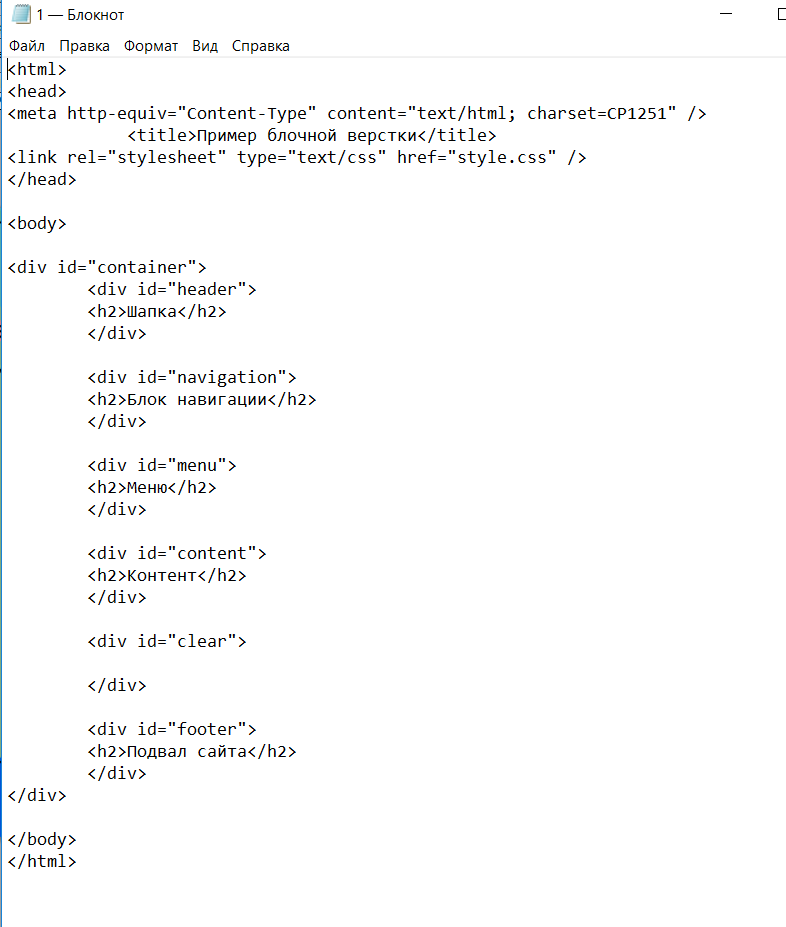 1 — Блокнот
Файл Правка Формат Вид Справка
<html>
<head>
<meta http-equiv="Content-Type" content="text/html; charset=CP1251" />
            <title>Пример блочной верстки</title>
<link rel="stylesheet" type="text/css" href="style.css" />
</head>

<body>

<div id="container">
        <div id="header">
        <h2>Шапка</h2>
        </div>

        <div id="navigation">
        <h2>Блок навигации</h2>
        </div>

        <div id="menu">
        <h2>Меню</h2>
        </div>

        <div id="content">
        <h2>Контент</h2>
        </div>

        <div id="clear">

        </div>

        <div id="footer">
        <h2>Подвал сайта</h2>
        </div>
</div>

</body>
</html>